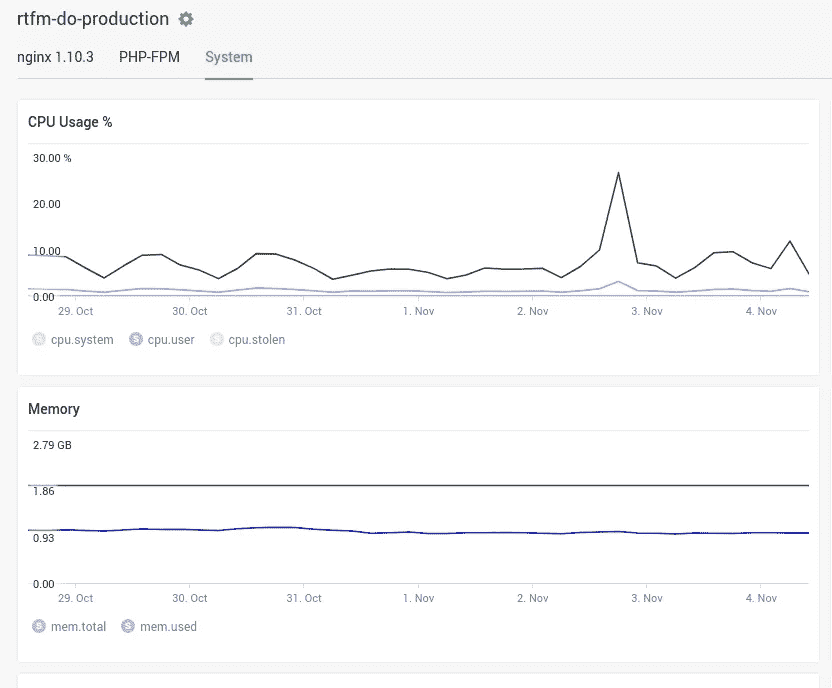 rtfm-do-production
nginx 1.10.3 PHP-FPM System
CPU Usage %
30.00 %
20.00
10.00
0.00
29. Oct 30. Oct 31. Oct 1. Nov 2. Nov 3. Nov 4. Nov
S cpu.system S cpu.user S cpu.stolen
Memory
2.79 GB
1.86
0.93
0.00
29. Oct 30. Oct 31. Oct 1. Nov 2. Nov 3. Nov 4. Nov
S mem.total S mem.used